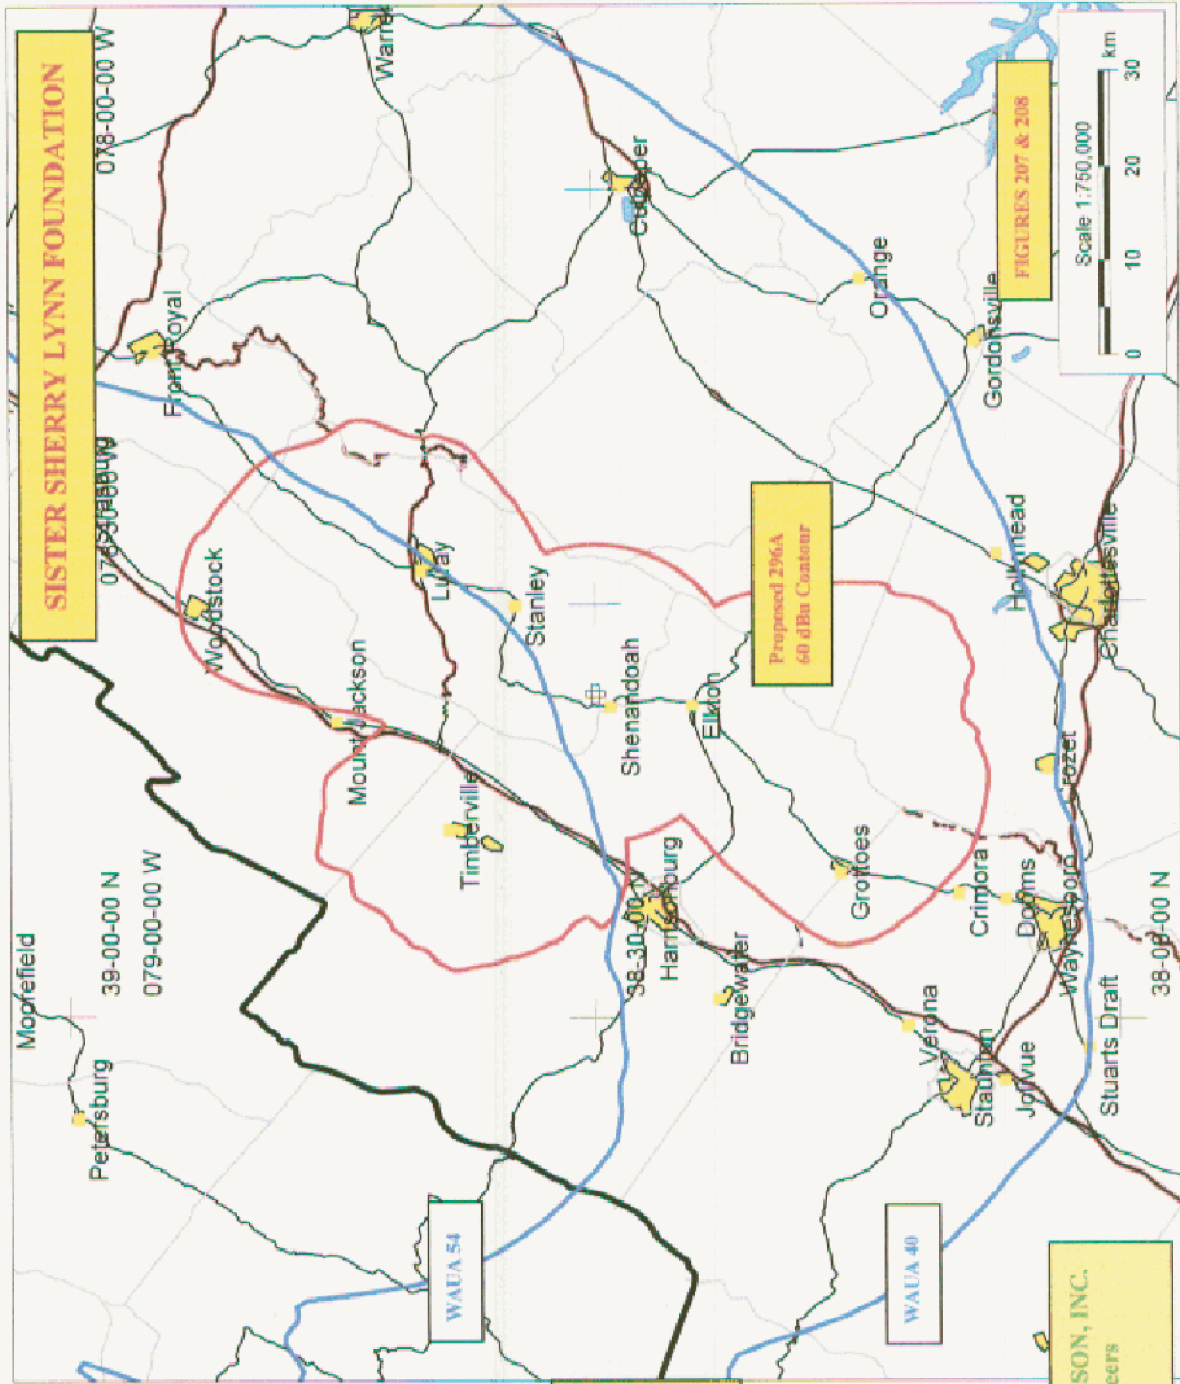 SISTER SHERRY LYNN FOUNDATION
078-00-00 W
Front Royal
Moorefield
39-00-00 N
079-00-00 W
Petersburg
Woodstock
Mount Jackson
Luray
Timberville
Stanley
Culpeper
Shenandoah
38-30-00 N
Harrisonburg
Elkton
Bridgewater
Proposed 296A
60 dBu Contour
Orange
Grottoes
Gordonsville
Verona
Crimora
Staunton
Dooms
Jolivue
Hollymead
Waynesboro
Crozet
Charlottesville
Stuarts Draft
38-00-00 N
WAUA 54
WAUA 40
FIGURES 207 & 208
Scale 1:750,000
0 10 20 30 km
SON, INC.
eers